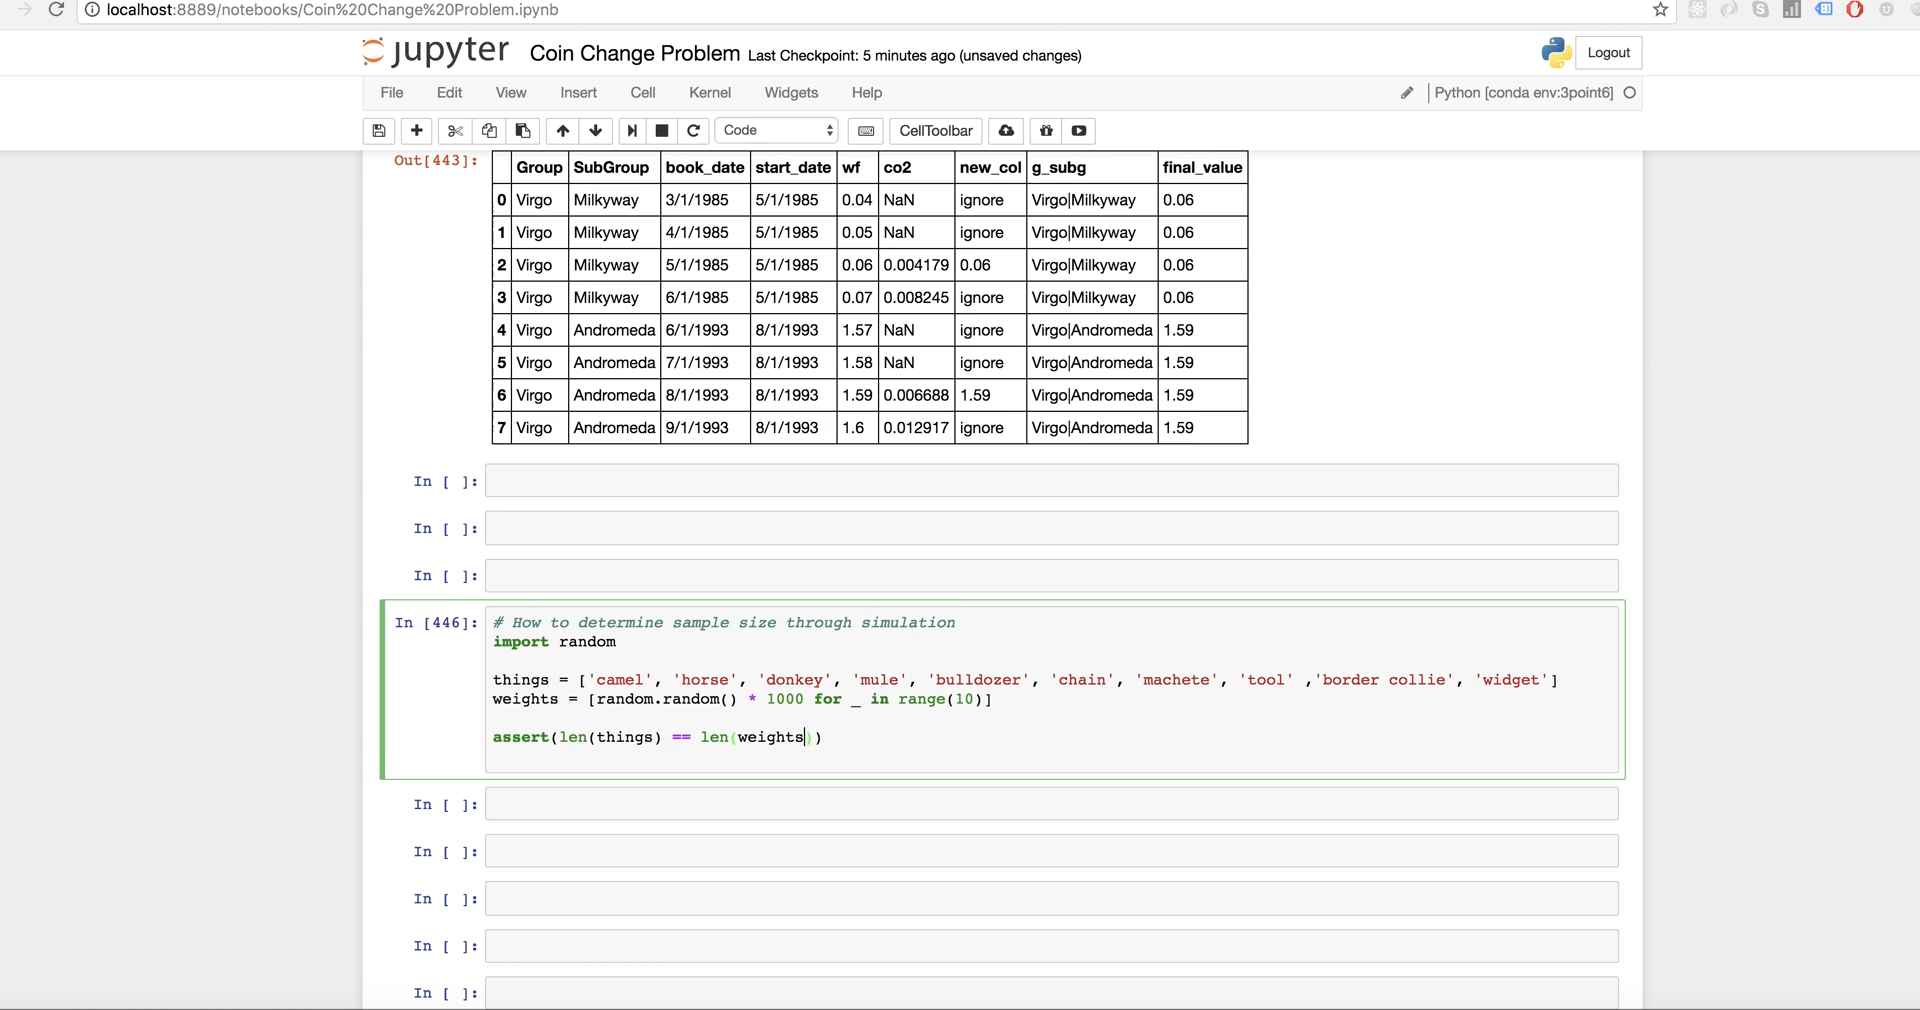 localhost:8889/notebooks/Coin%20Change%20Problem.ipynb
jupyter Coin Change Problem Last Checkpoint: 5 minutes ago (unsaved changes) Logout
File Edit View Insert Cell Kernel Widgets Help Python [conda env:3point6]
Code CellToolbar
Out[443]:
Group SubGroup book_date start_date wf co2 new_col g_subg final_value
0 Virgo Milkyway 3/1/1985 5/1/1985 0.04 NaN ignore Virgo|Milkyway 0.06
1 Virgo Milkyway 4/1/1985 5/1/1985 0.05 NaN ignore Virgo|Milkyway 0.06
2 Virgo Milkyway 5/1/1985 5/1/1985 0.06 0.004179 0.06 Virgo|Milkyway 0.06
3 Virgo Milkyway 6/1/1985 5/1/1985 0.07 0.008245 ignore Virgo|Milkyway 0.06
4 Virgo Andromeda 6/1/1993 8/1/1993 1.57 NaN ignore Virgo|Andromeda 1.59
5 Virgo Andromeda 7/1/1993 8/1/1993 1.58 NaN ignore Virgo|Andromeda 1.59
6 Virgo Andromeda 8/1/1993 8/1/1993 1.59 0.006688 1.59 Virgo|Andromeda 1.59
7 Virgo Andromeda 9/1/1993 8/1/1993 1.6 0.012917 ignore Virgo|Andromeda 1.59
In [ ]:
In [ ]:
In [ ]:
In [446]: # How to determine sample size through simulation
import random
things = ['camel', 'horse', 'donkey', 'mule', 'bulldozer', 'chain', 'machete', 'tool' ,'border collie', 'widget']
weights = [random.random() * 1000 for _ in range(10)]
assert(len(things) == len(weights))
In [ ]:
In [ ]:
In [ ]:
In [ ]:
In [ ]: